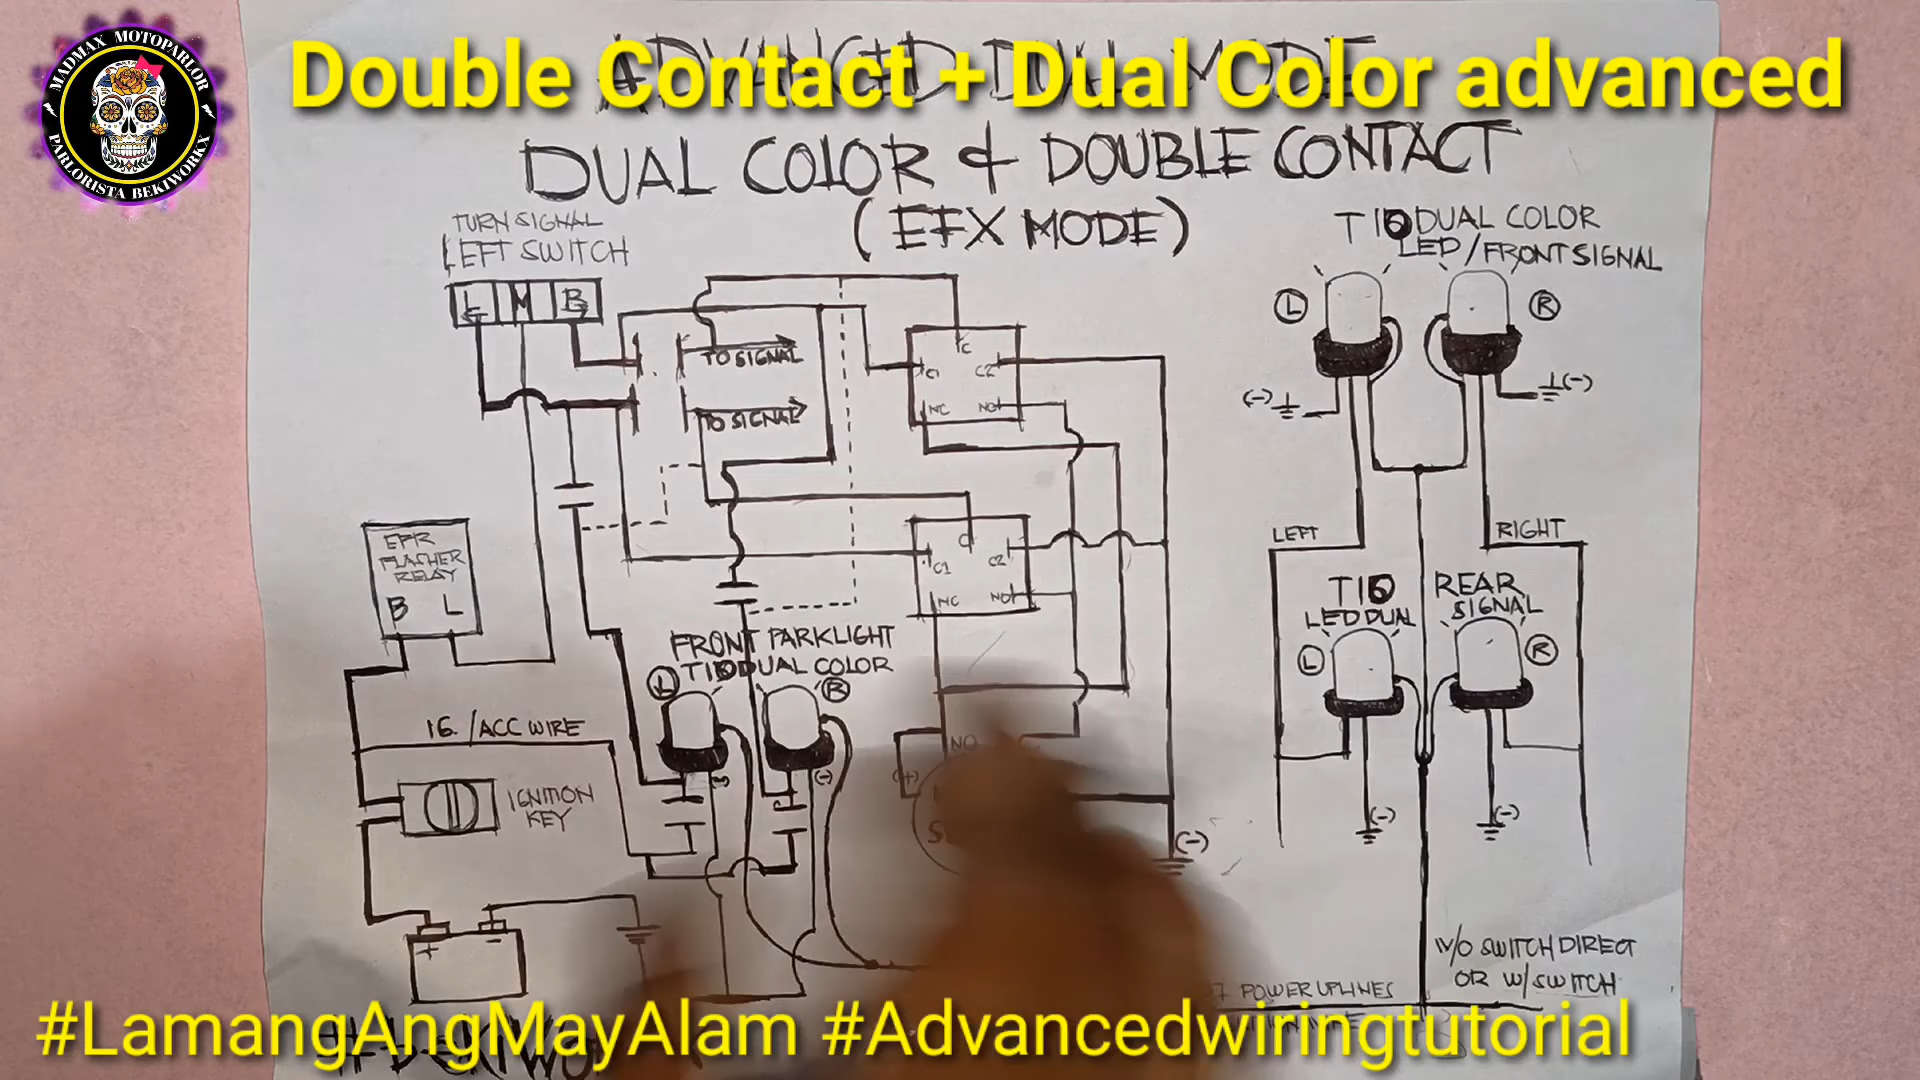 MADMAX MOTOPARLOR
PARLORISTA BEKIWORKX
Double Contact + Dual Color advanced
ADVANCED DUAL MODE
DUAL COLOR & DOUBLE CONTACT
(EFX MODE)
TURN SIGNAL
LEFT SWITCH
L M B
TO SIGNAL
TO SIGNAL
C
C1 C2
NC NO
C
C1 C2
NC NO
T10 DUAL COLOR
LED/FRONT SIGNAL
L R
(-) (-)
LEFT RIGHT
T10 REAR
LED DUAL SIGNAL
L R
(-) (-)
FLASHER
RELAY
B L
FRONT PARKLIGHT
T10 DUAL COLOR
L R
(-) (-)
16./ACC WIRE
IGNITION
KEY
+ -
NO
(+)
S
(-)
W/O SWITCH DIRECT
OR W/SWITCH
POWER UPLINES
#LamangAngMayAlam #Advancedwiringtutorial